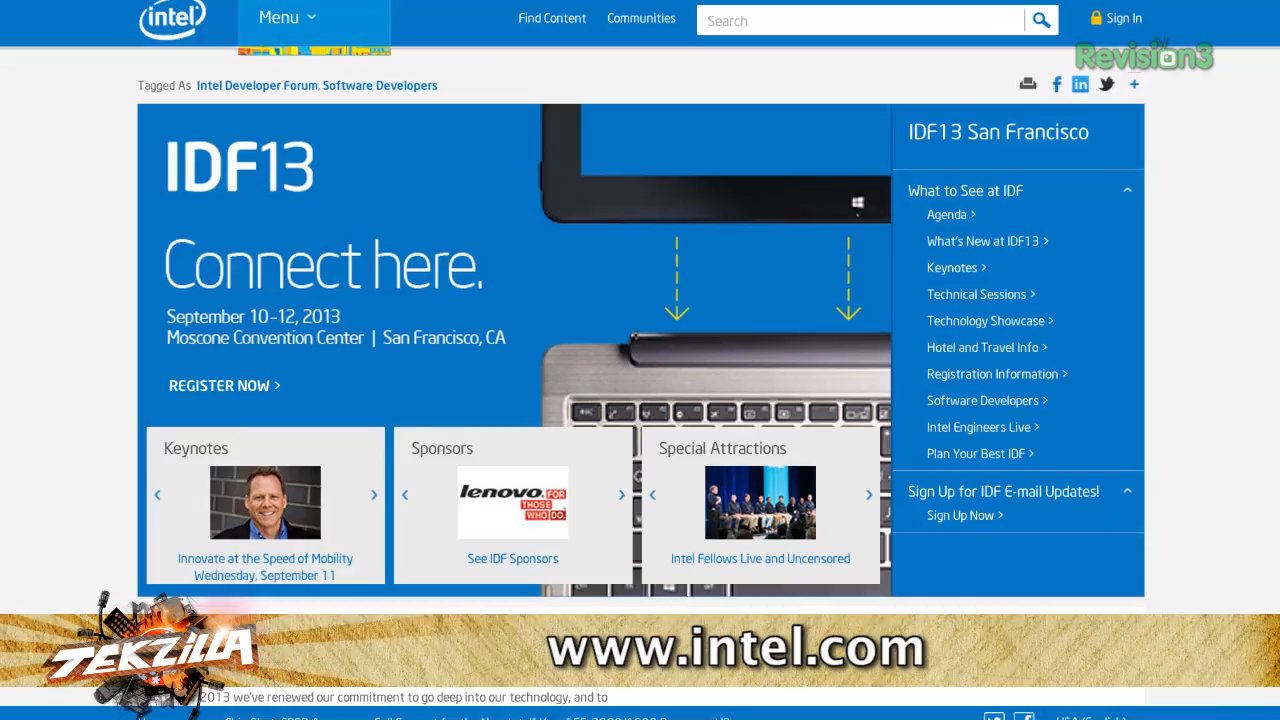 intel
Menu
Find Content
Communities
Search
Sign In
Revision3
Tagged As Intel Developer Forum, Software Developers
IDF13
Connect here.
September 10-12, 2013
Moscone Convention Center | San Francisco, CA
REGISTER NOW >
IDF13 San Francisco
What to See at IDF
Agenda >
What's New at IDF13 >
Keynotes >
Technical Sessions >
Technology Showcase >
Hotel and Travel Info >
Registration Information >
Software Developers >
Intel Engineers Live >
Plan Your Best IDF >
Sign Up for IDF E-mail Updates!
Sign Up Now >
Keynotes
Innovate at the Speed of Mobility
Wednesday, September 11
Sponsors
lenovo FOR
THOSE
WHO DO.
See IDF Sponsors
Special Attractions
Intel Fellows Live and Uncensored
TEKZILLA
www.intel.com
2013 we've renewed our commitment to go deep into our technology, and to